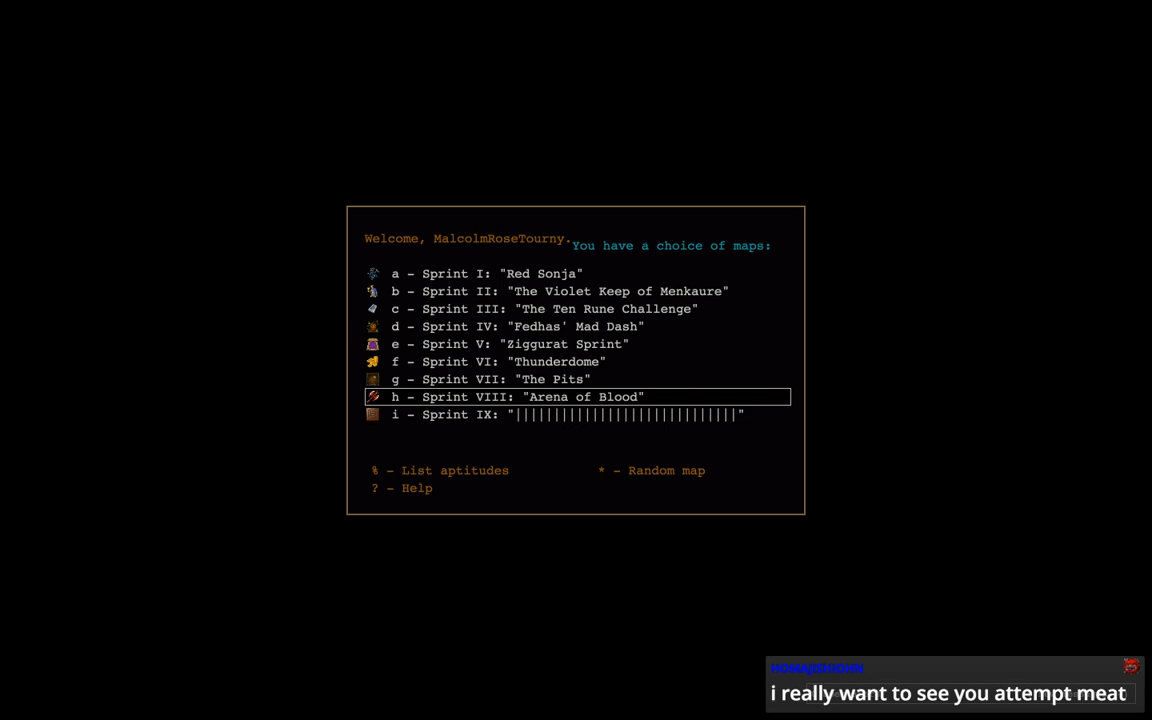 Welcome, MalcolmRoseTourny. You have a choice of maps:
a - Sprint I: "Red Sonja"
b - Sprint II: "The Violet Keep of Menkaure"
c - Sprint III: "The Ten Rune Challenge"
d - Sprint IV: "Fedhas' Mad Dash"
e - Sprint V: "Ziggurat Sprint"
f - Sprint VI: "Thunderdome"
g - Sprint VII: "The Pits"
h - Sprint VIII: "Arena of Blood"
i - Sprint IX: "|||||||||||||||||||||||||||||"
% - List aptitudes * - Random map
? - Help
i really want to see you attempt meat